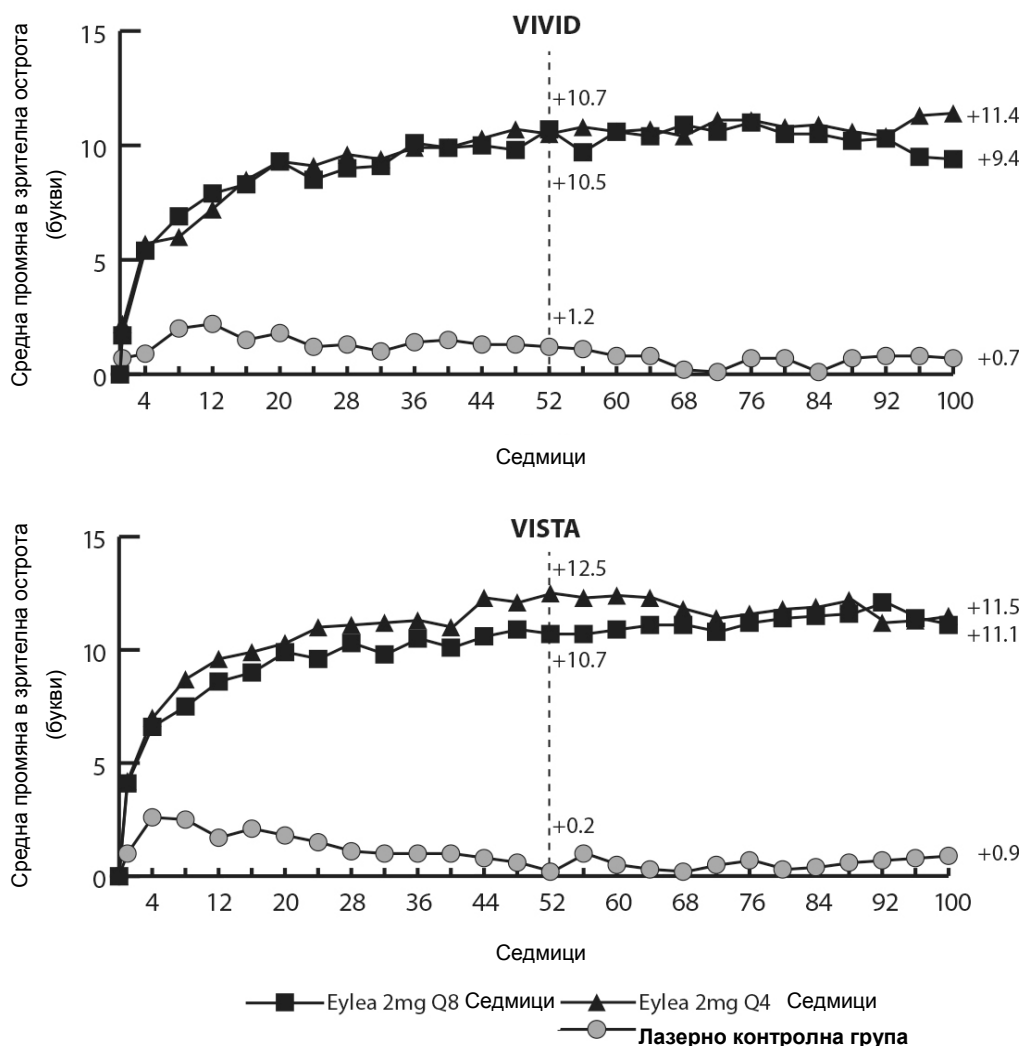 VIVID
Средна промяна в зрителна острота
(букви)
15
10
5
0
+10.7
+10.5
+1.2
+11.4
+9.4
+0.7
4 12 20 28 36 44 52 60 68 76 84 92 100
Седмици
VISTA
Средна промяна в зрителна острота
(букви)
15
10
5
0
+12.5
+10.7
+0.2
+11.5
+11.1
+0.9
4 12 20 28 36 44 52 60 68 76 84 92 100
Седмици
Eylea 2mg Q8 Седмици Eylea 2mg Q4 Седмици
Лазерно контролна група